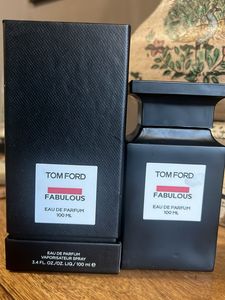 TOM FORD
FABULOUS
EAU DE PARFUM
100 ML
EAU DE PARFUM
VAPORISATEUR SPRAY
3.4 FL. OZ./OZ. LIQ./100 ml ℮
TOM FORD
FABULOUS
EAU DE PARFUM
100 ML